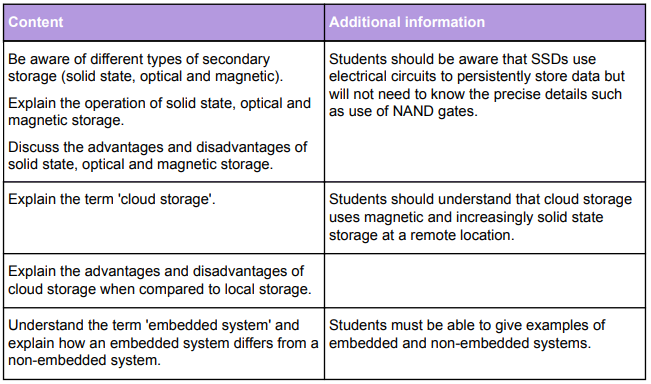 Content
Additional information
Be aware of different types of secondary
storage (solid state, optical and magnetic).
Explain the operation of solid state, optical and
magnetic storage.
Discuss the advantages and disadvantages of
solid state, optical and magnetic storage.
Students should be aware that SSDs use
electrical circuits to persistently store data but
will not need to know the precise details such
as use of NAND gates.
Explain the term 'cloud storage'.
Students should understand that cloud storage
uses magnetic and increasingly solid state
storage at a remote location.
Explain the advantages and disadvantages of
cloud storage when compared to local storage.
Understand the term 'embedded system' and
explain how an embedded system differs from a
non-embedded system.
Students must be able to give examples of
embedded and non-embedded systems.